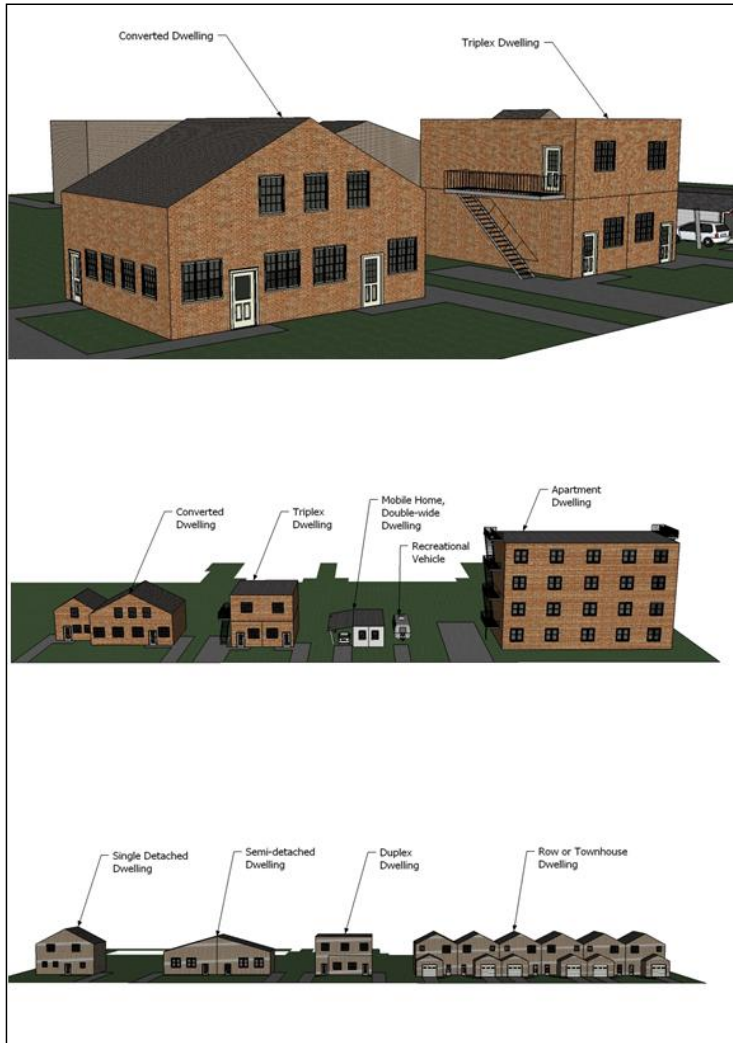 Converted Dwelling
Triplex Dwelling
Converted
Dwelling
Triplex
Dwelling
Mobile Home,
Double-wide
Dwelling
Recreational
Vehicle
Apartment
Dwelling
Single Detached
Dwelling
Semi-detached
Dwelling
Duplex
Dwelling
Row or Townhouse
Dwelling